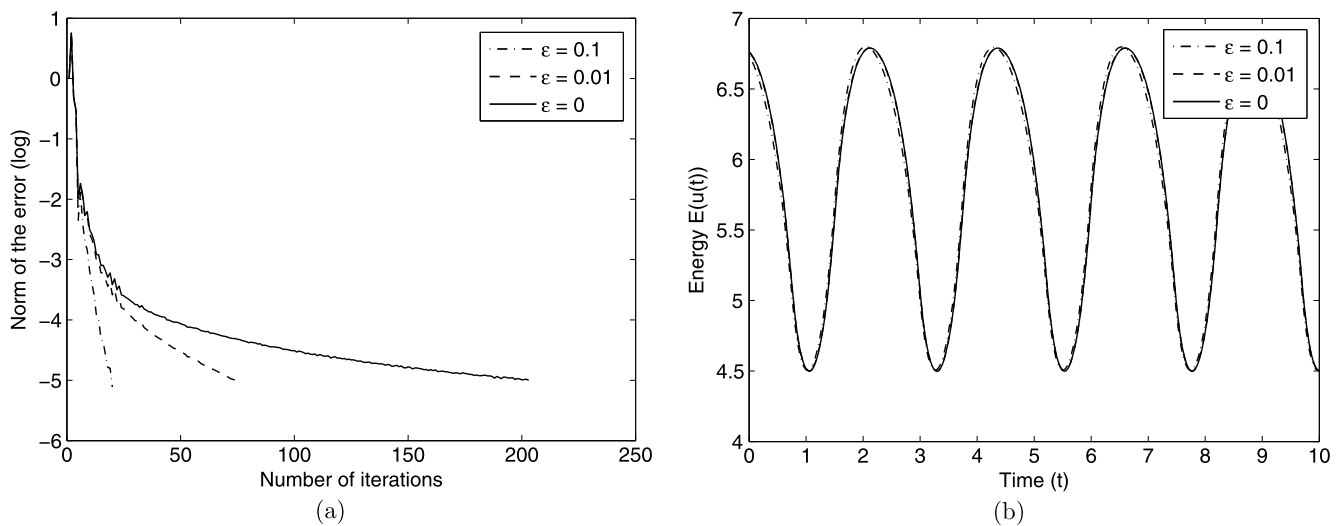 1
0
−1
−2
−3
−4
−5
−6
Norm of the error (log)
0
50
100
150
200
250
Number of iterations
ε = 0.1
ε = 0.01
ε = 0
(a)
7
6.5
6
5.5
5
4.5
4
Energy E(u(t))
0
1
2
3
4
5
6
7
8
9
10
Time (t)
ε = 0.1
ε = 0.01
ε = 0
(b)